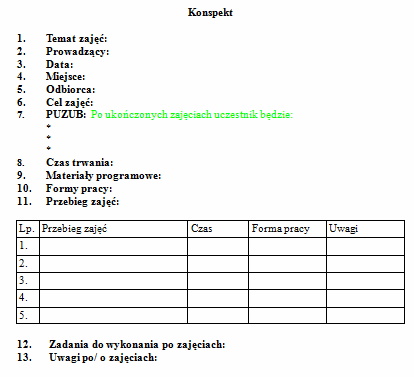 Konspekt
1. Temat zajęć:
2. Prowadzący:
3. Data:
4. Miejsce:
5. Odbiorca:
6. Cel zajęć:
7. PUZUB: Po ukończonych zajęciach uczestnik będzie:
*
*
*
8. Czas trwania:
9. Materiały programowe:
10. Formy pracy:
11. Przebieg zajęć:
Lp. Przebieg zajęć Czas Forma pracy Uwagi
1.
2.
3.
4.
5.
12. Zadania do wykonania po zajęciach:
13. Uwagi po/ o zajęciach: